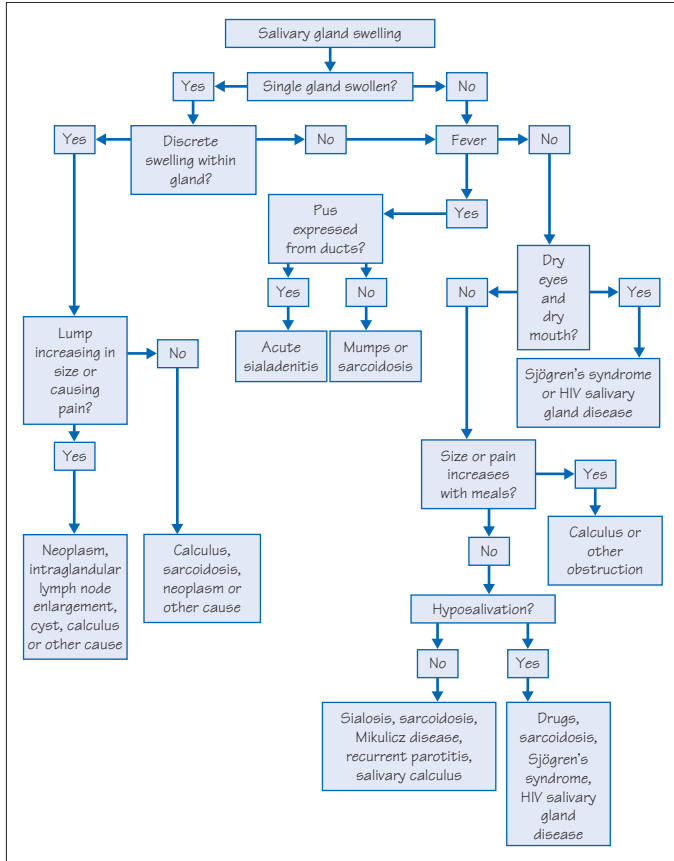 Salivary gland swelling
Yes
Single gland swollen?
No
Yes
Discrete
swelling within
gland?
No
Fever
No
Pus
expressed
from ducts?
Yes
Yes
No
Acute
sialadenitis
Mumps or
sarcoidosis
No
Dry
eyes
and
dry
mouth?
Yes
Sjögren's syndrome
or HIV salivary
gland disease
Lump
increasing in
size or
causing
pain?
No
Yes
Neoplasm,
intraglandular
lymph node
enlargement,
cyst, calculus
or other cause
Calculus,
sarcoidosis,
neoplasm or
other cause
Size or pain
increases
with meals?
Yes
Calculus or
other
obstruction
No
Hyposalivation?
No
Yes
Sialosis, sarcoidosis,
Mikulicz disease,
recurrent parotitis,
salivary calculus
Drugs,
sarcoidosis,
Sjögren's
syndrome,
HIV salivary
gland
disease